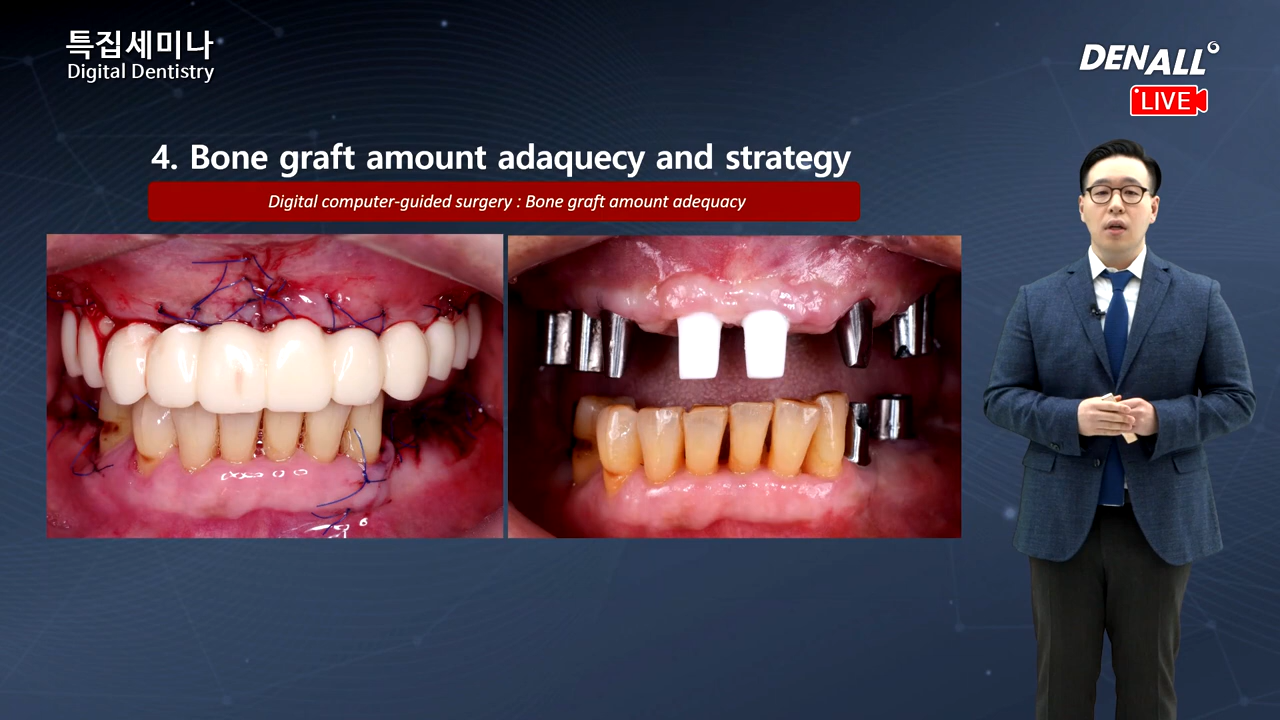 특집세미나
Digital Dentistry
DENALL
LIVE
4. Bone graft amount adaquecy and strategy
Digital computer-guided surgery : Bone graft amount adequacy